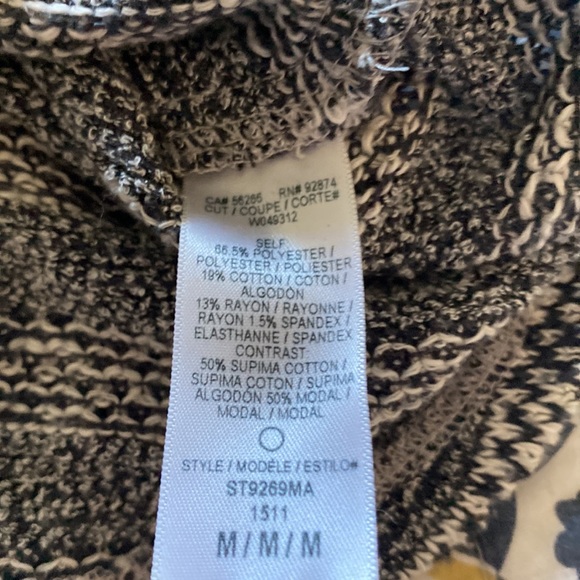 CA# 56266 RN# 92874
CUT / COUPE / CORTE#
W049312
SELF
66.5% POLYESTER /
POLYESTER / POLIESTER
19% COTTON / COTON /
ALGODÓN
13% RAYON / RAYONNE /
RAYON 1.5% SPANDEX /
ELASTHANNE / SPANDEX
CONTRAST
50% SUPIMA COTTON /
SUPIMA COTON / SUPIMA
ALGODÓN 50% MODAL /
MODAL / MODAL
STYLE / MODÈLE / ESTILO#
ST9269MA
1511
M / M / M